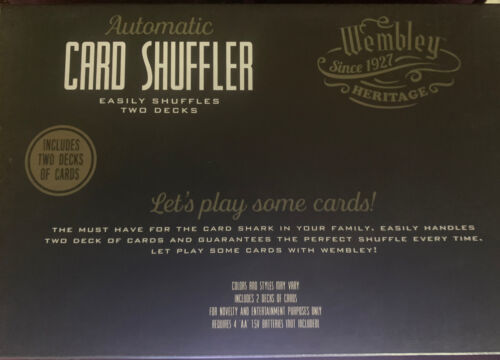 Automatic
CARD SHUFFLER
EASILY SHUFFLES
TWO DECKS
Wembley
Since 1927
HERITAGE
INCLUDES
TWO DECKS
OF CARDS
Let's play some cards!
THE MUST HAVE FOR THE CARD SHARK IN YOUR FAMILY. EASILY HANDLES
TWO DECK OF CARDS AND GUARANTEES THE PERFECT SHUFFLE EVERY TIME.
LET PLAY SOME CARDS WITH WEMBLEY!
COLORS AND STYLES MAY VARY
INCLUDES 2 DECKS OF CARDS
FOR NOVELTY AND ENTERTAINMENT PURPOSES ONLY
REQUIRES 4 "AA" 1.5V BATTERIES (NOT INCLUDED)